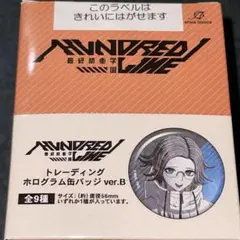 このラベルは
きれいにはがせます
HUNDRED
LINE
最終防衛学園
HUNDRED
LINE
最終防衛学園
トレーディング
ホログラム缶バッジ ver.B
全9種
サイズ：(約)直径56mm
いずれか1種が入っています。